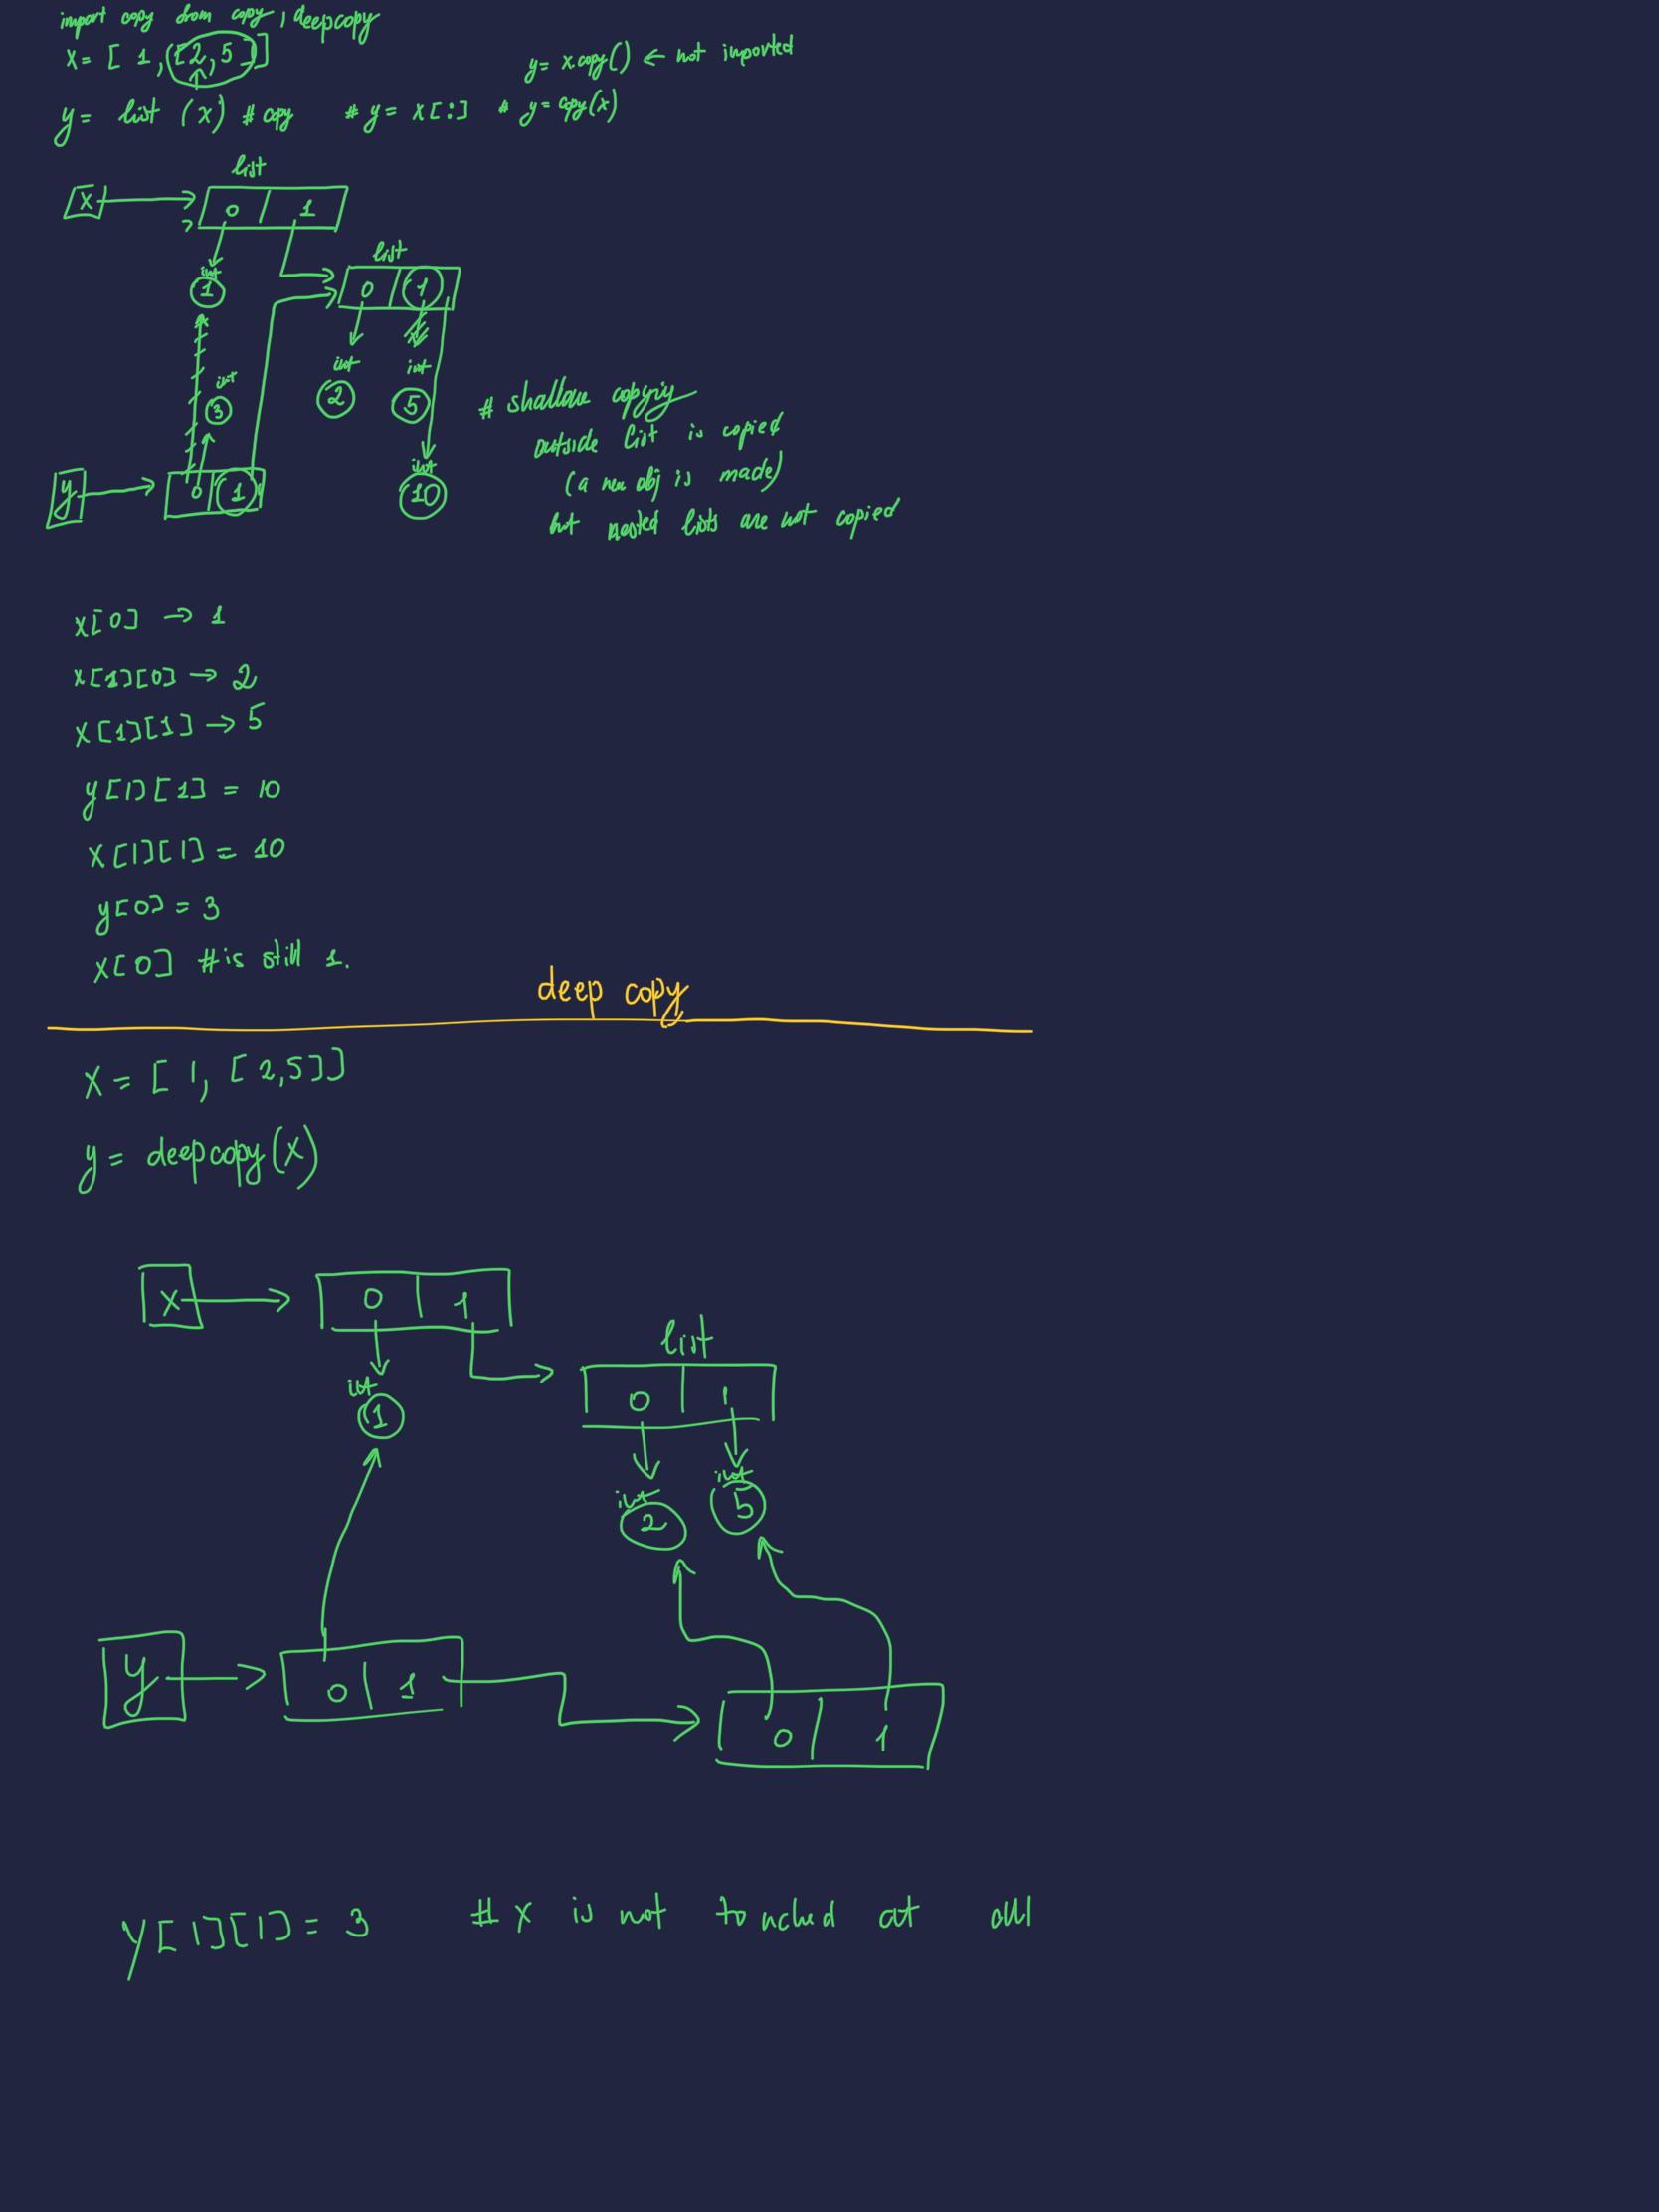 import copy from copy, deepcopy
x = [ 1, [2, 5 ]]
y = x.copy() ← not imported
y = list (x) # copy # y = x[:] # y = copy(x)
list
x 0 1
list
int
1 0 1
int int
int
3 2 5
# shallow copyig
outside list is copied
int
(a new obj is made)
y 0 1 10
but nested lists are not copied
x[0] → 1
x[1][0] → 2
x[1][1] → 5
y[1][1] = 10
x[1][1] = 10
y[0] = 3
x[0] # is still 1.
deep copy
x = [ 1, [2,5]]
y = deepcopy(x)
x 0 1
list
int
1 0 1
int int
2 5
y 0 1
0 1
y[1][1] = 3 # x is not touched at all